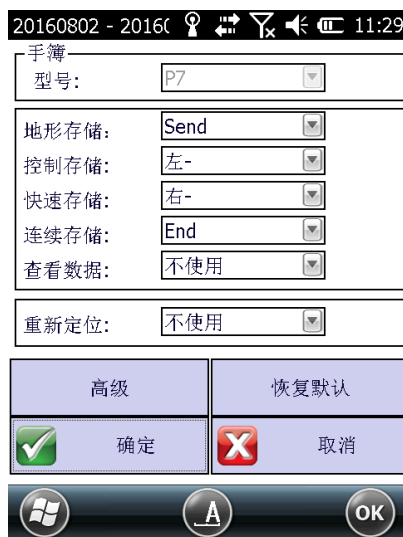 20160802 - 2016( 11:29
手簿
型号: P7
地形存储: Send
控制存储: 左-
快速存储: 右-
连续存储: End
查看数据: 不使用
重新定位: 不使用
高级 恢复默认
确定 取消
A OK